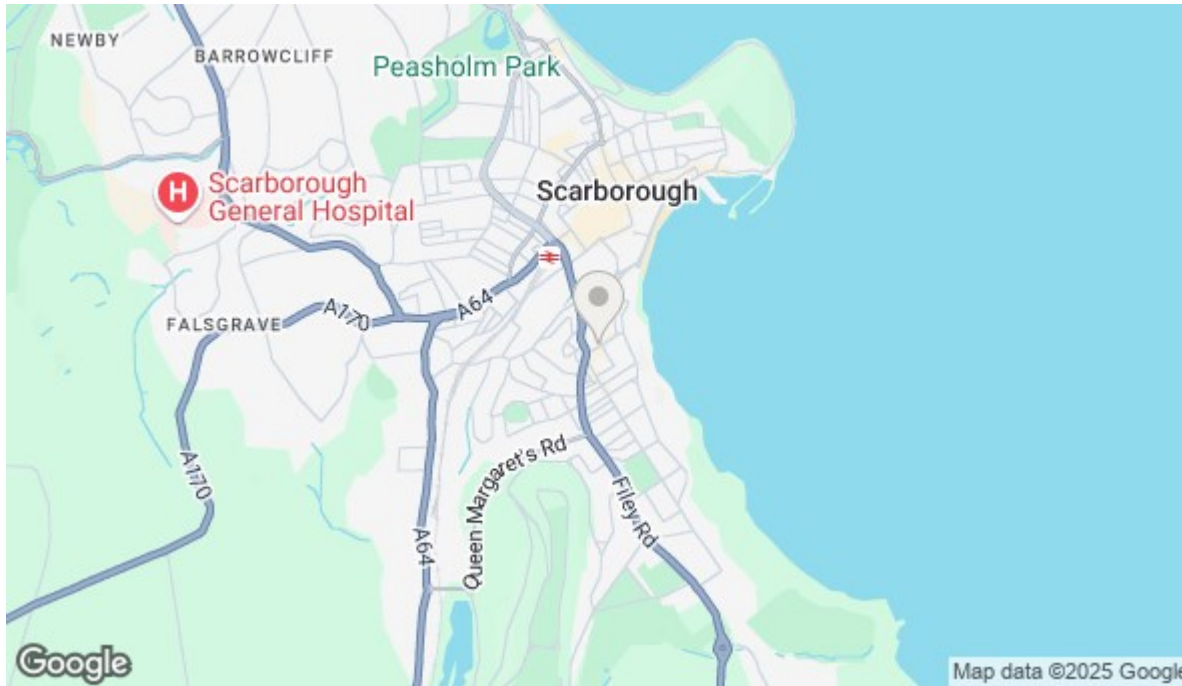 NEWBY
BARROWCLIFF
Peasholm Park
H
Scarborough
General Hospital
Scarborough
A64
A170
FALSGRAVE
A170
A64
Queen Margaret's Rd
Filey Rd
Google
Map data ©2025 Google